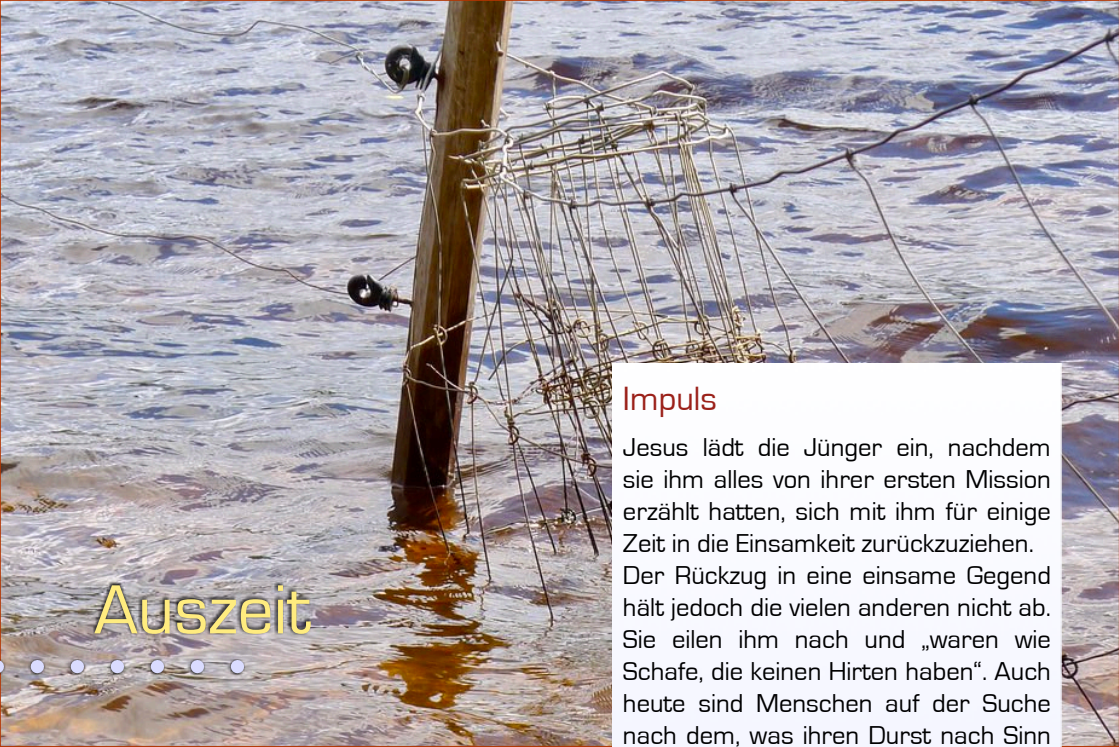 Auszeit
Impuls
Jesus lädt die Jünger ein, nachdem
sie ihm alles von ihrer ersten Mission
erzählt hatten, sich mit ihm für einige
Zeit in die Einsamkeit zurückzuziehen.
Der Rückzug in eine einsame Gegend
hält jedoch die vielen anderen nicht ab.
Sie eilen ihm nach und „waren wie
Schafe, die keinen Hirten haben“. Auch
heute sind Menschen auf der Suche
nach dem, was ihren Durst nach Sinn